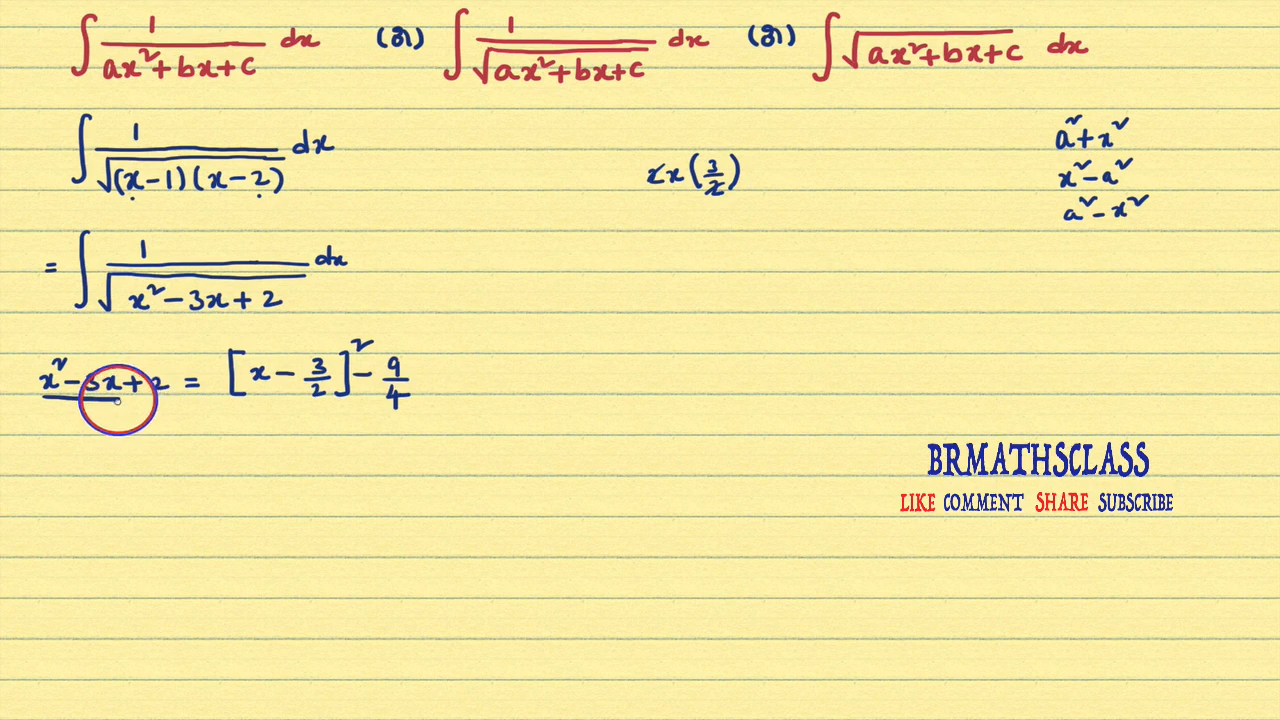 ∫ 1/(ax²+bx+c) dx (அ) ∫ 1/√(ax²+bx+c) dx (அ) ∫ √(ax²+bx+c) dx
∫ 1/√((x-1)(x-2)) dx
2x(3/2)
a²+x²
x²-a²
a²-x²
= ∫ 1/√(x²-3x+2) dx
x²-3x+2 = [x - 3/2]² - 9/4
BRMATHSCLASS
LIKE COMMENT SHARE SUBSCRIBE